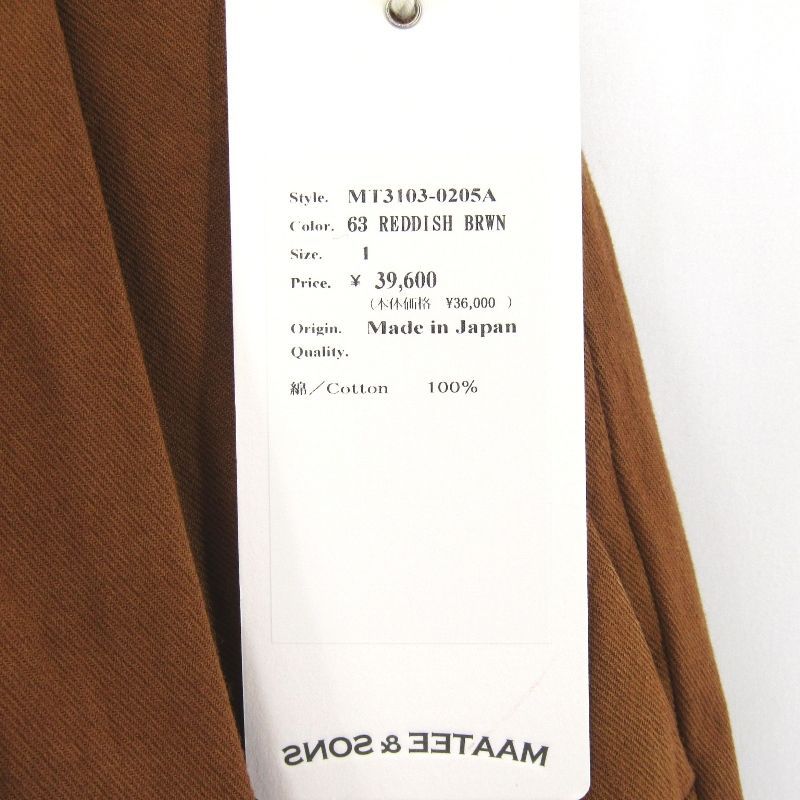 Style. MT3103-0205A
Color. 63 REDDISH BRWN
Size. 1
Price. ¥ 39,600
(本体価格 ¥36,000 )
Origin. Made in Japan
Quality.
綿/Cotton 100%
MAATEE & SONS